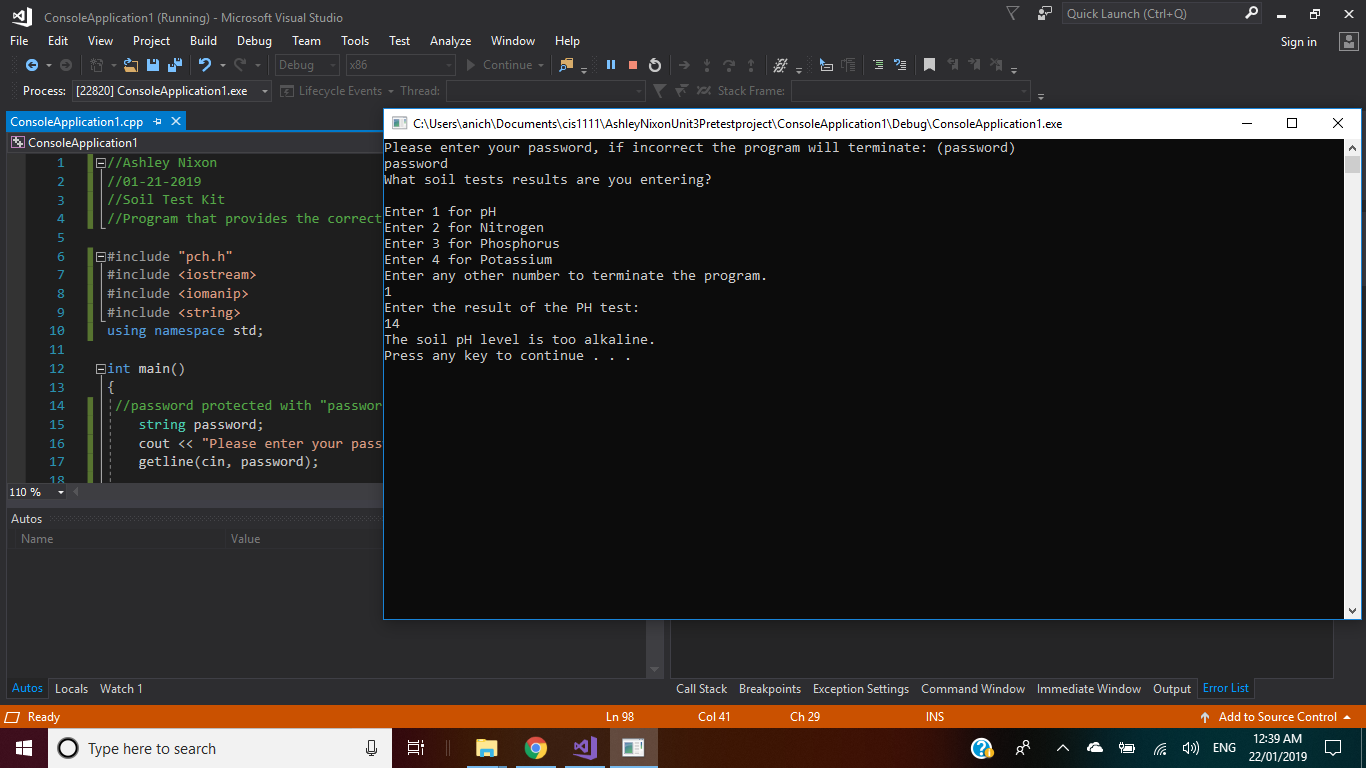 ConsoleApplication1 (Running) - Microsoft Visual Studio
Quick Launch (Ctrl+Q)
File Edit View Project Build Debug Team Tools Test Analyze Window Help
Sign in
Debug x86 Continue
Process: [22820] ConsoleApplication1.exe Lifecycle Events Thread: Stack Frame:
ConsoleApplication1.cpp
ConsoleApplication1
1 //Ashley Nixon
2 //01-21-2019
3 //Soil Test Kit
4 //Program that provides the correct
5
6 #include "pch.h"
7 #include <iostream>
8 #include <iomanip>
9 #include <string>
10 using namespace std;
11
12 int main()
13 {
14 //password protected with "passwor
15 string password;
16 cout << "Please enter your pass
17 getline(cin, password);
18
110 %
C:\Users\anich\Documents\cis1111\AshleyNixonUnit3Pretestproject\ConsoleApplication1\Debug\ConsoleApplication1.exe
Please enter your password, if incorrect the program will terminate: (password)
password
What soil tests results are you entering?
Enter 1 for pH
Enter 2 for Nitrogen
Enter 3 for Phosphorus
Enter 4 for Potassium
Enter any other number to terminate the program.
1
Enter the result of the PH test:
14
The soil pH level is too alkaline.
Press any key to continue . . .
Autos
Name Value
Autos Locals Watch 1
Call Stack Breakpoints Exception Settings Command Window Immediate Window Output Error List
Ready Ln 98 Col 41 Ch 29 INS Add to Source Control
Type here to search
ENG
12:39 AM
22/01/2019